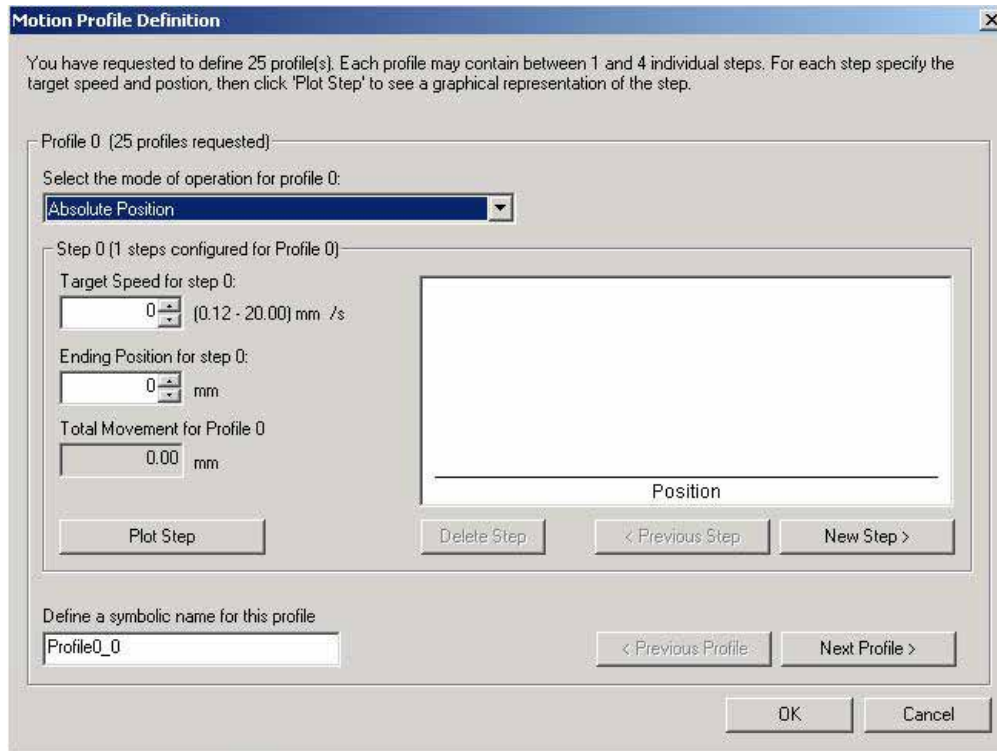 Motion Profile Definition
You have requested to define 25 profile(s). Each profile may contain between 1 and 4 individual steps. For each step specify the
target speed and postion, then click 'Plot Step' to see a graphical representation of the step.
Profile 0 (25 profiles requested)
Select the mode of operation for profile 0:
Absolute Position
Step 0 (1 steps configured for Profile 0)
Target Speed for step 0:
0 (0.12 - 20.00) mm /s
Ending Position for step 0:
0 mm
Total Movement for Profile 0
0.00 mm
Position
Plot Step
Delete Step
< Previous Step
New Step >
Define a symbolic name for this profile
Profile0_0
< Previous Profile
Next Profile >
OK
Cancel